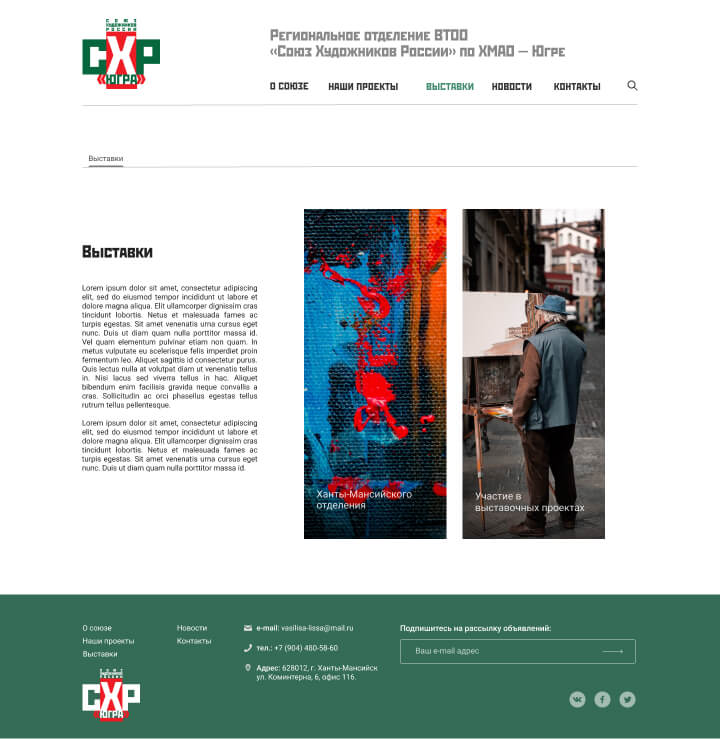 СОЮЗ
ХУДОЖНИКОВ
РОССИИ
СХР
«ЮГРА»
Региональное отделение ВТОО
«Союз Художников России» по ХМАО — Югре
О СОЮЗЕ НАШИ ПРОЕКТЫ ВЫСТАВКИ НОВОСТИ КОНТАКТЫ
Выставки
Выставки
Lorem ipsum dolor sit amet, consectetur adipiscing
elit, sed do eiusmod tempor incididunt ut labore et
dolore magna aliqua. Elit ullamcorper dignissim cras
tincidunt lobortis. Netus et malesuada fames ac
turpis egestas. Sit amet venenatis urna cursus eget
nunc. Duis ut diam quam nulla porttitor massa id.
Vel quam elementum pulvinar etiam non quam. In
metus vulputate eu scelerisque felis imperdiet proin
fermentum leo. Aliquet sagittis id consectetur purus.
Quis lectus nulla at volutpat diam ut venenatis tellus
in. Nisi lacus sed viverra tellus in hac. Aliquet
bibendum enim facilisis gravida neque convallis a
cras. Sollicitudin ac orci phasellus egestas tellus
rutrum tellus pellentesque.
Lorem ipsum dolor sit amet, consectetur adipiscing
elit, sed do eiusmod tempor incididunt ut labore et
dolore magna aliqua. Elit ullamcorper dignissim cras
tincidunt lobortis. Netus et malesuada fames ac
turpis egestas. Sit amet venenatis urna cursus eget
nunc. Duis ut diam quam nulla porttitor massa id.
Ханты-Мансийского
отделения
Участие в
выставочных проектах
О союзе
Наши проекты
Выставки
Новости
Контакты
e-mail: vasilisa-lissa@mail.ru
тел.: +7 (904) 480-58-60
Адрес: 628012, г. Ханты-Мансийск
ул. Коминтерна, 6, офис 116.
Подпишитесь на рассылку объявлений:
Ваш e-mail адрес
СОЮЗ
ХУДОЖНИКОВ
РОССИИ
СХР
«ЮГРА»